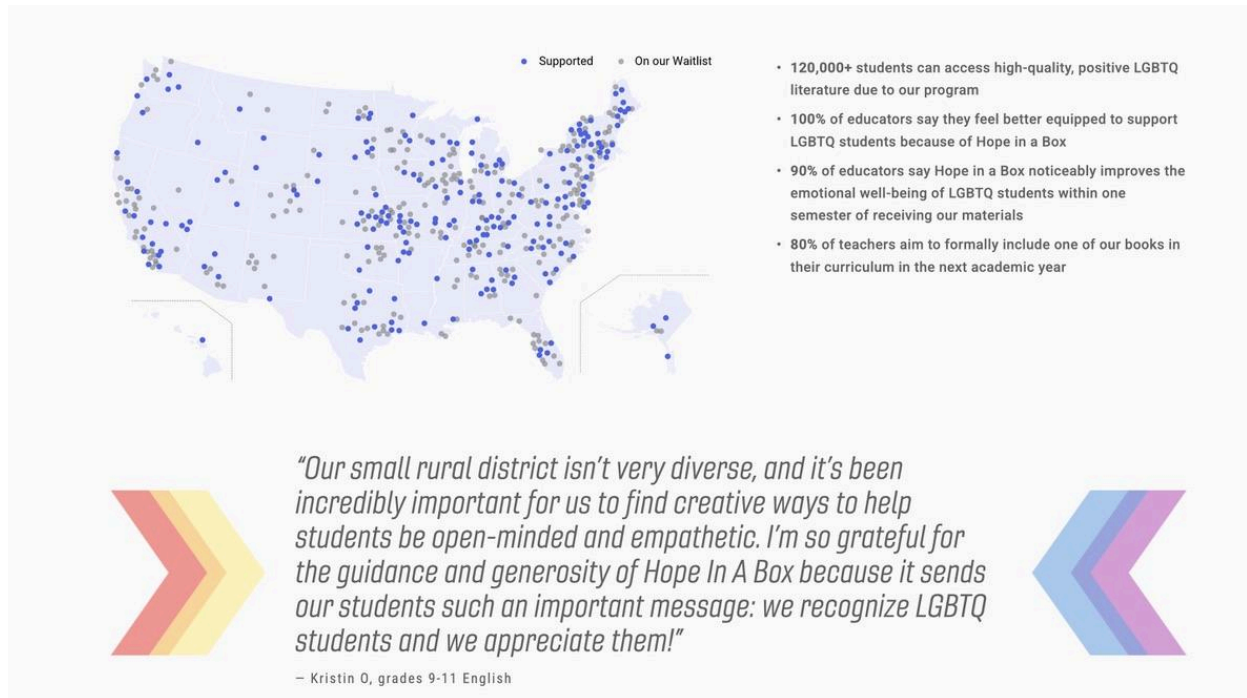 Supported
On our Waitlist
• 120,000+ students can access high-quality, positive LGBTQ
literature due to our program
• 100% of educators say they feel better equipped to support
LGBTQ students because of Hope in a Box
• 90% of educators say Hope in a Box noticeably improves the
emotional well-being of LGBTQ students within one
semester of receiving our materials
• 80% of teachers aim to formally include one of our books in
their curriculum in the next academic year
“Our small rural district isn’t very diverse, and it’s been
incredibly important for us to find creative ways to help
students be open-minded and empathetic. I’m so grateful for
the guidance and generosity of Hope In A Box because it sends
our students such an important message: we recognize LGBTQ
students and we appreciate them!”
— Kristin O, grades 9-11 English